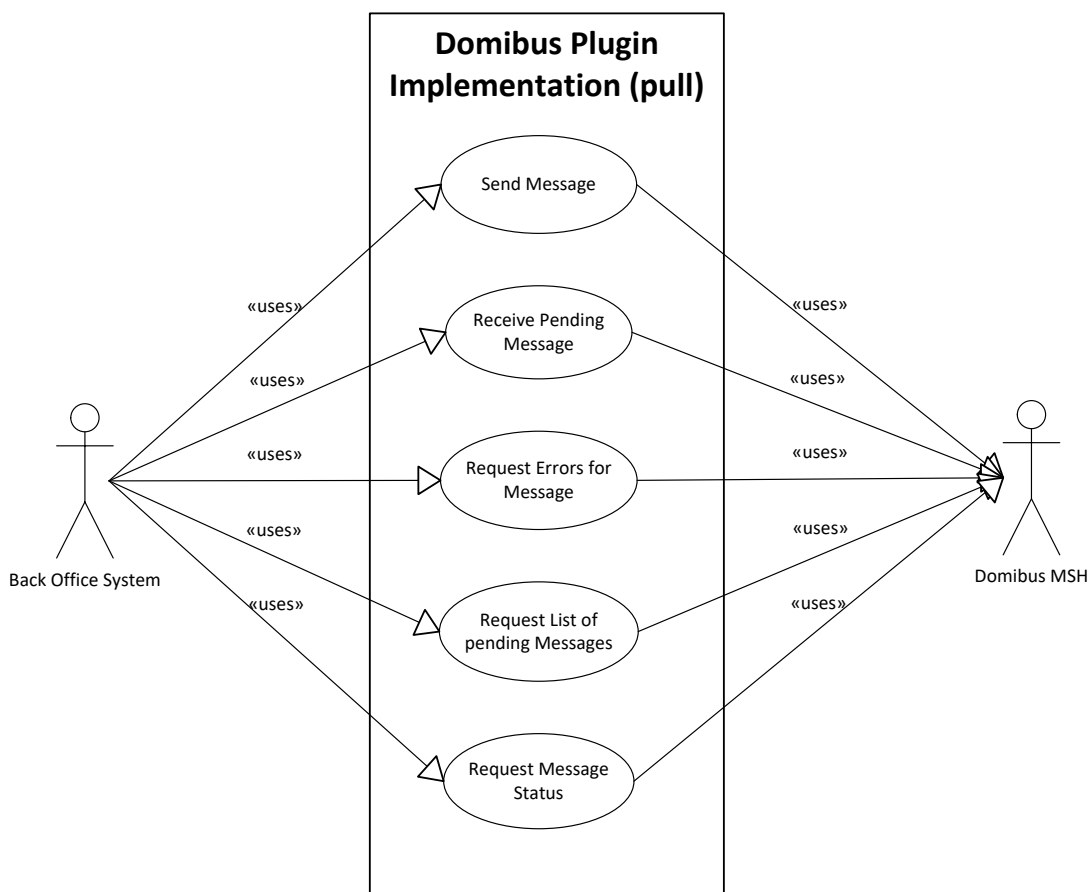 Domibus Plugin
Implementation (pull)
Send Message
«uses»
«uses»
Receive Pending
Message
«uses»
«uses»
«uses»
Request Errors for
Message
«uses»
Back Office System
Domibus MSH
«uses»
«uses»
Request List of
pending Messages
«uses»
«uses»
Request Message
Status